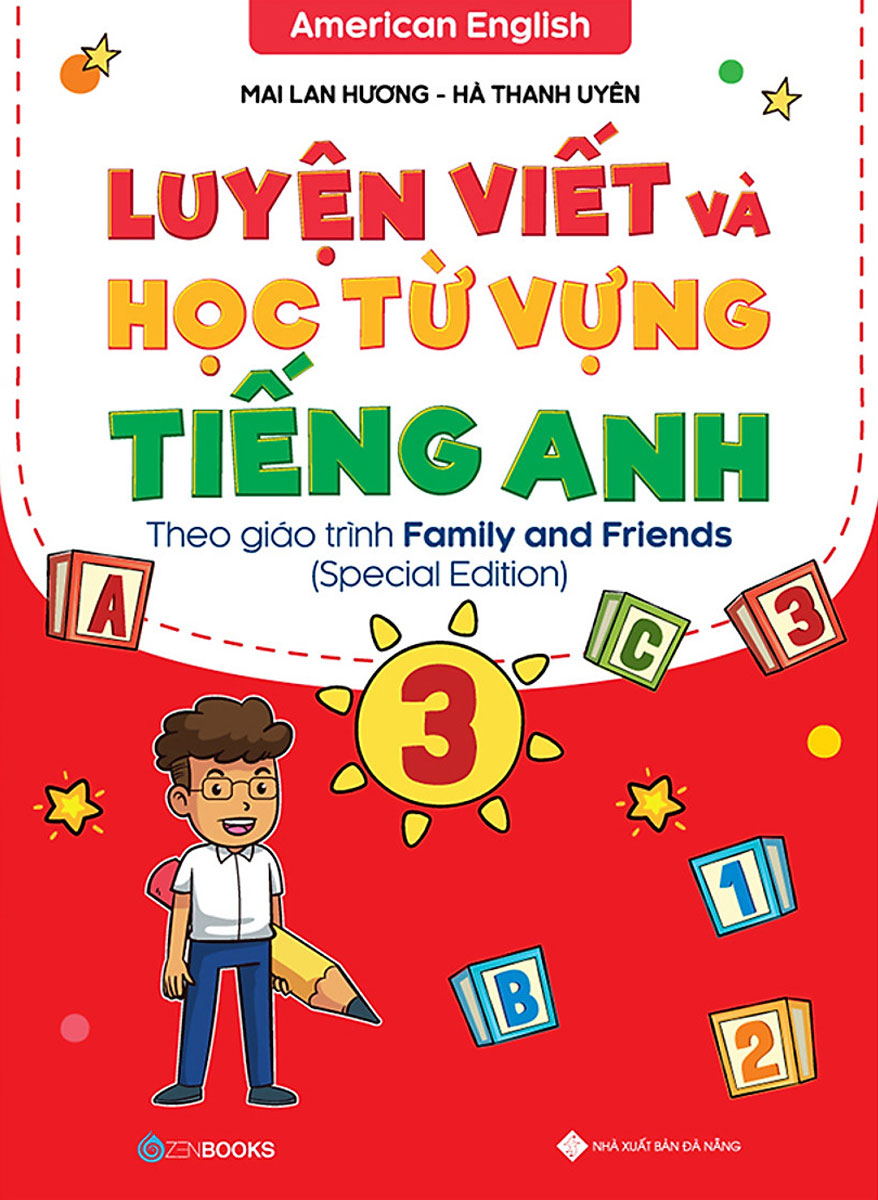 American English
MAI LAN HƯƠNG - HÀ THANH UYÊN
LUYỆN VIẾT VÀ
HỌC TỪ VỰNG
TIẾNG ANH
Theo giáo trình Family and Friends
(Special Edition)
A
C
3
3
1
B
2
ZENBOOKS
NHÀ XUẤT BẢN ĐÀ NẴNG